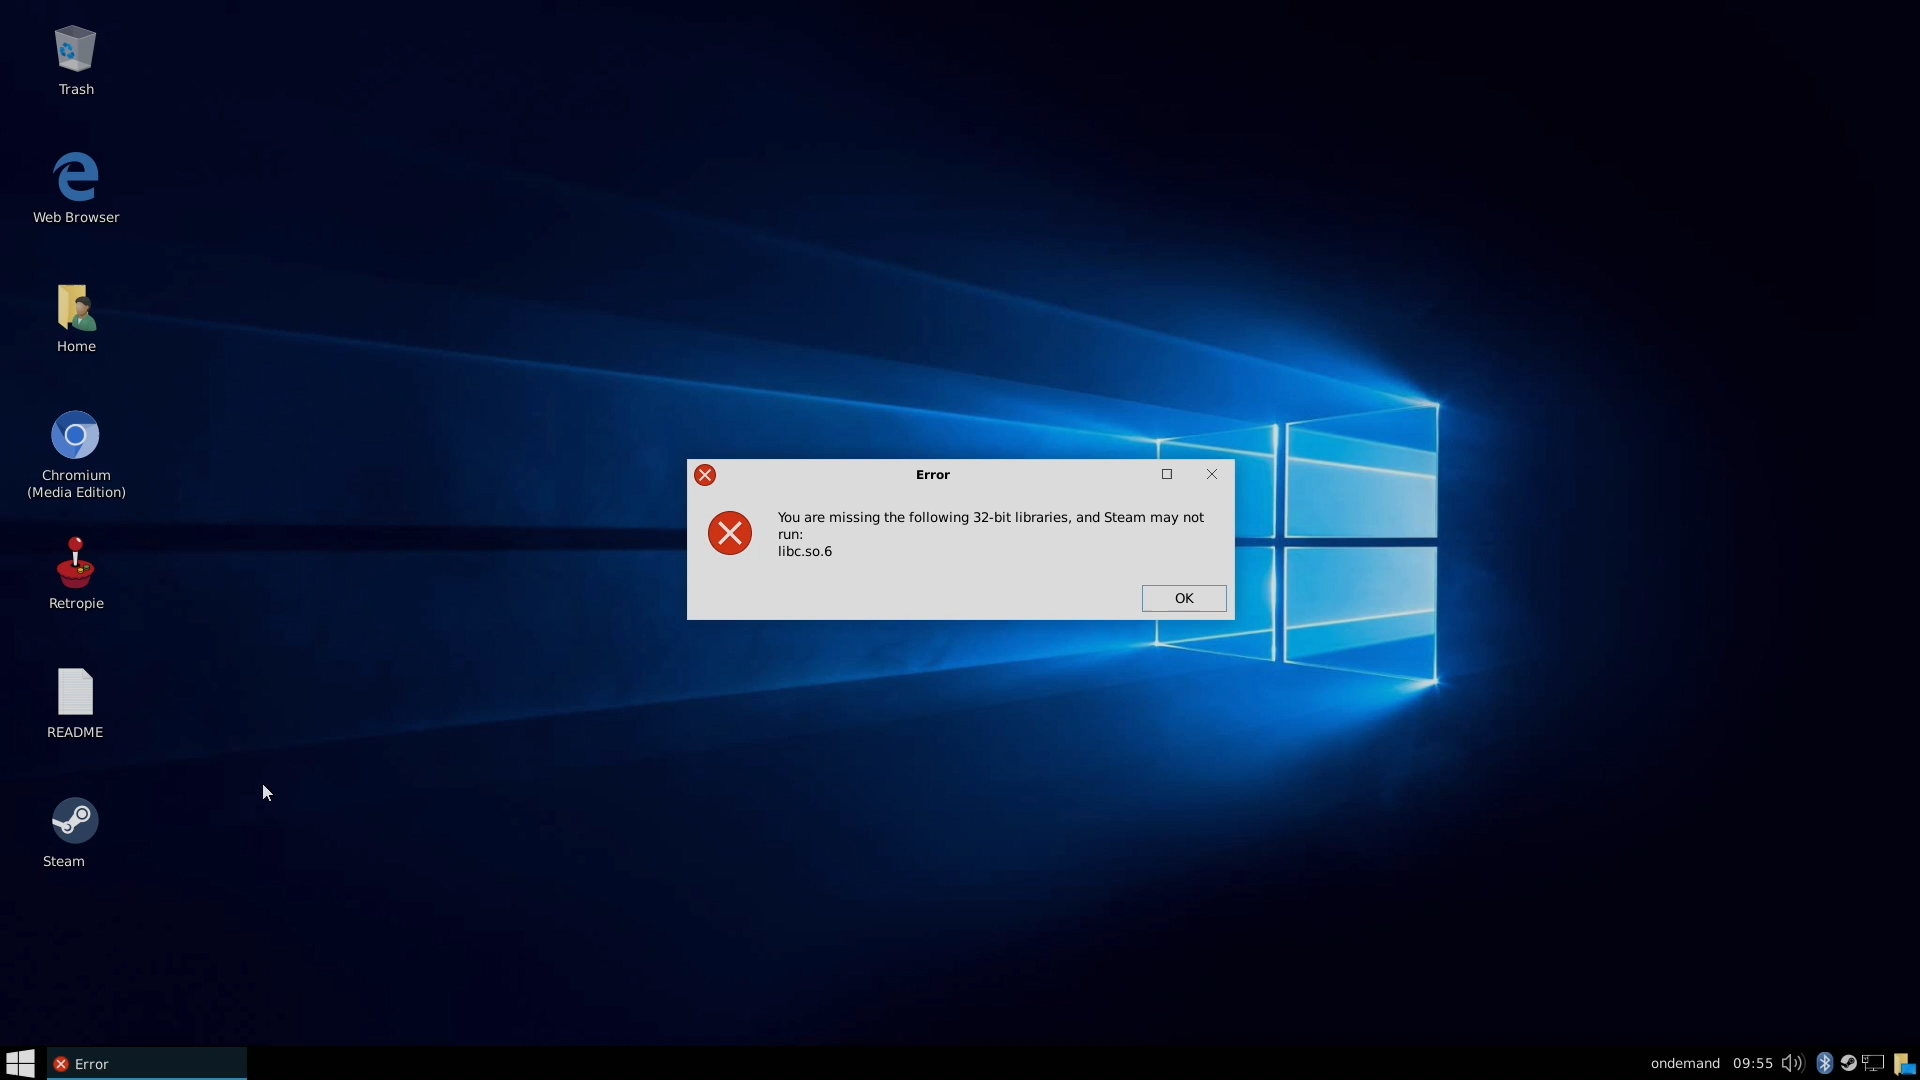 Trash
Web Browser
Home
Chromium
(Media Edition)
Retropie
README
Steam
Error
You are missing the following 32-bit libraries, and Steam may not
run:
libc.so.6
OK
Error
ondemand 09:55